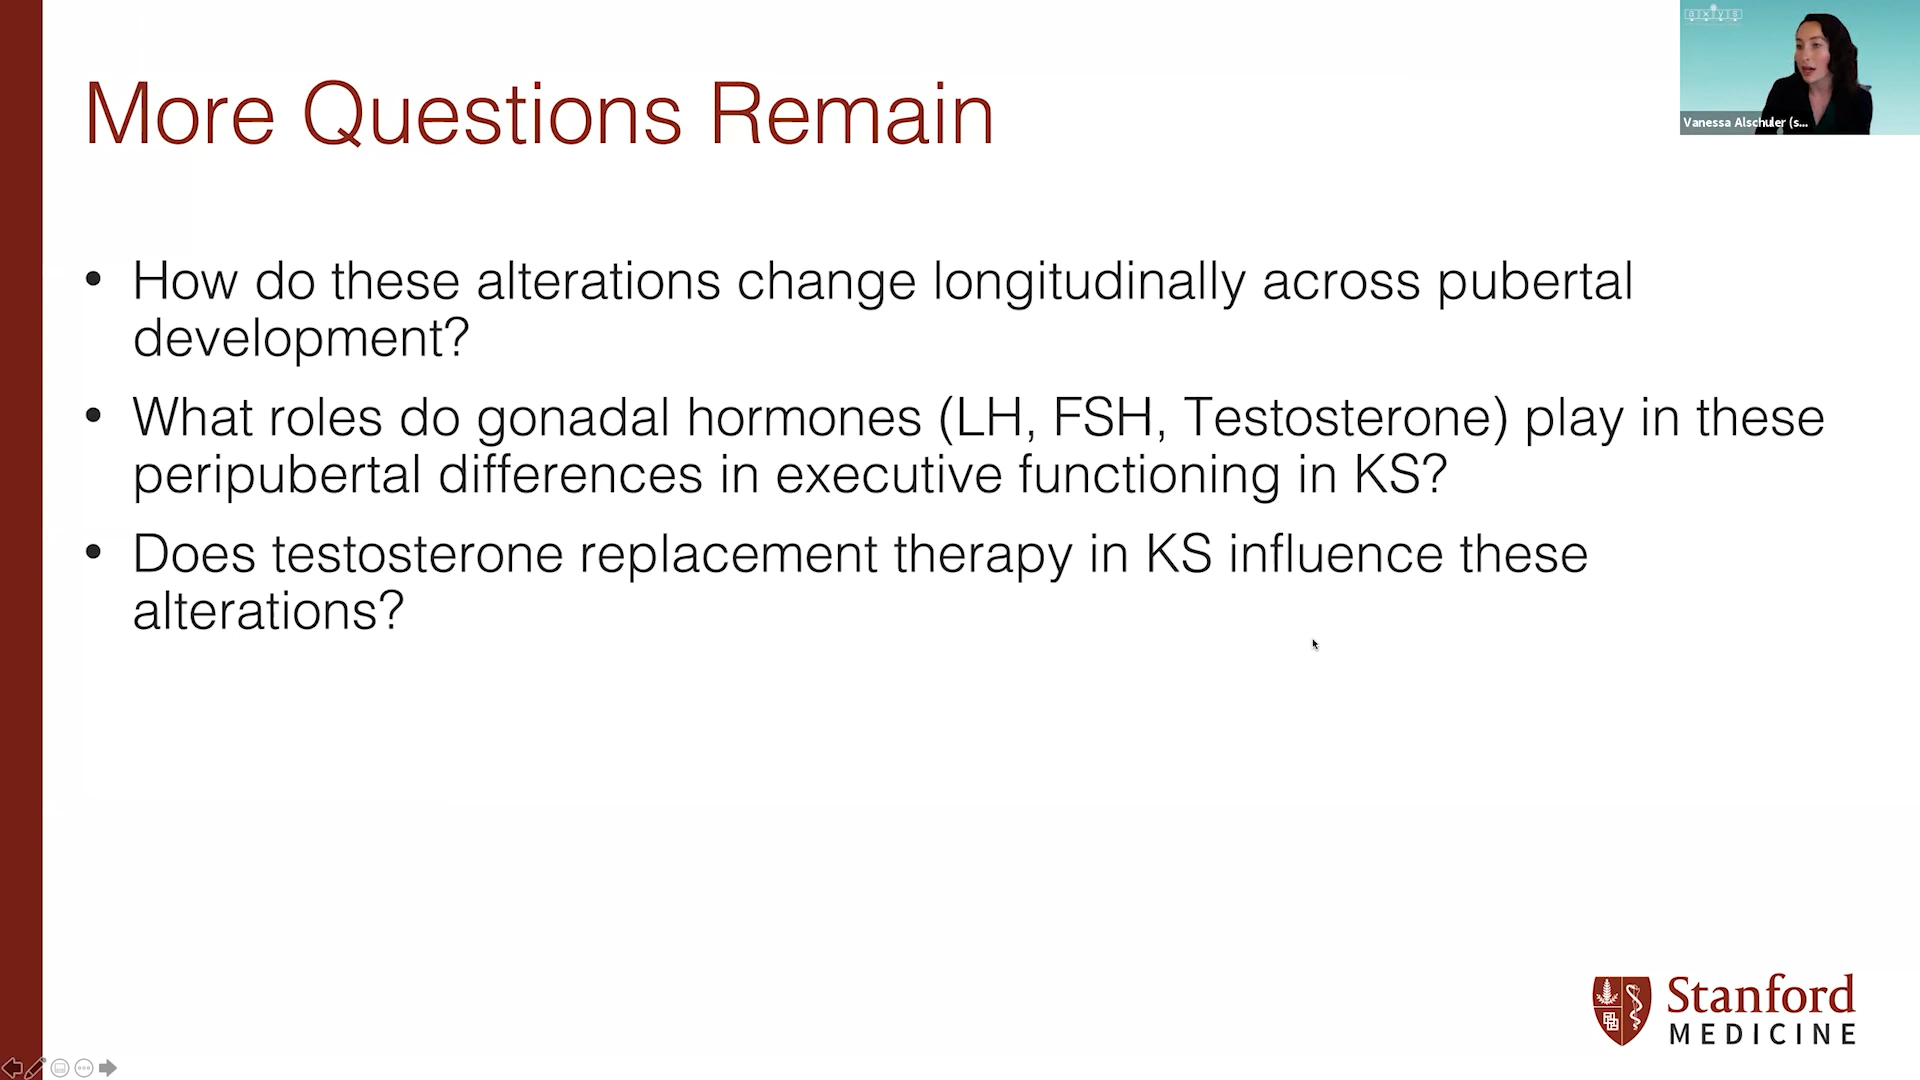 axys
More Questions Remain
Vanessa Alschuler (s...
• How do these alterations change longitudinally across pubertal
development?
• What roles do gonadal hormones (LH, FSH, Testosterone) play in these
peripubertal differences in executive functioning in KS?
• Does testosterone replacement therapy in KS influence these
alterations?
Stanford
MEDICINE